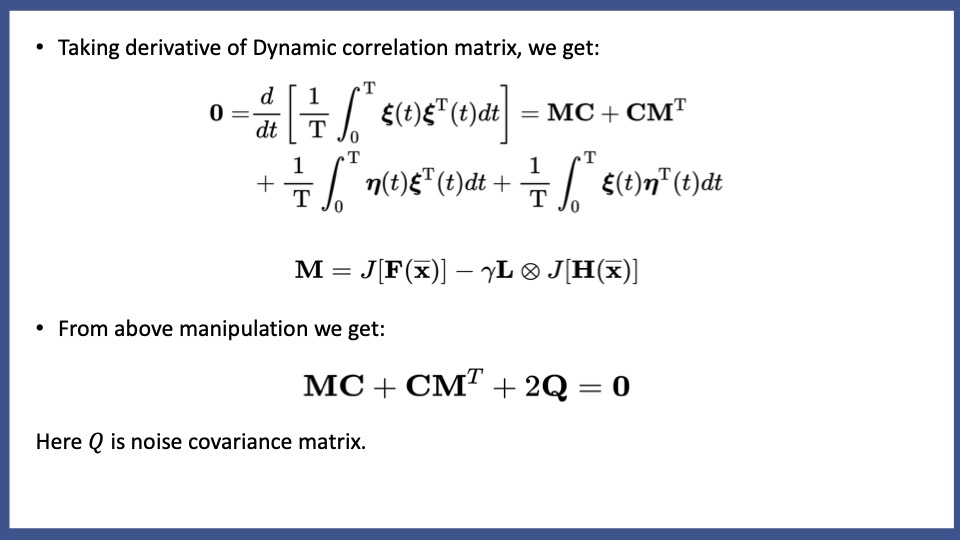 • Taking derivative of Dynamic correlation matrix, we get:
$\mathbf{0} = \frac{d}{dt}\left[\frac{1}{\mathrm{T}}\int_0^{\mathrm{T}} \boldsymbol{\xi}(t)\boldsymbol{\xi}^{\mathrm{T}}(t)dt\right] = \mathbf{MC} + \mathbf{CM}^{\mathrm{T}}$
$+ \frac{1}{\mathrm{T}}\int_0^{\mathrm{T}} \boldsymbol{\eta}(t)\boldsymbol{\xi}^{\mathrm{T}}(t)dt + \frac{1}{\mathrm{T}}\int_0^{\mathrm{T}} \boldsymbol{\xi}(t)\boldsymbol{\eta}^{\mathrm{T}}(t)dt$
$\mathbf{M} = J[\mathbf{F}(\overline{\mathbf{x}})] - \gamma\mathbf{L} \otimes J[\mathbf{H}(\overline{\mathbf{x}})]$
• From above manipulation we get:
$\mathbf{MC} + \mathbf{CM}^{T} + 2\mathbf{Q} = \mathbf{0}$
Here $Q$ is noise covariance matrix.